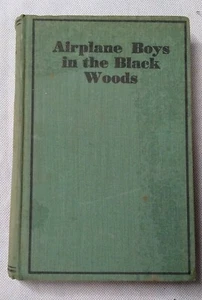 Airplane Boys
in the Black
Woods